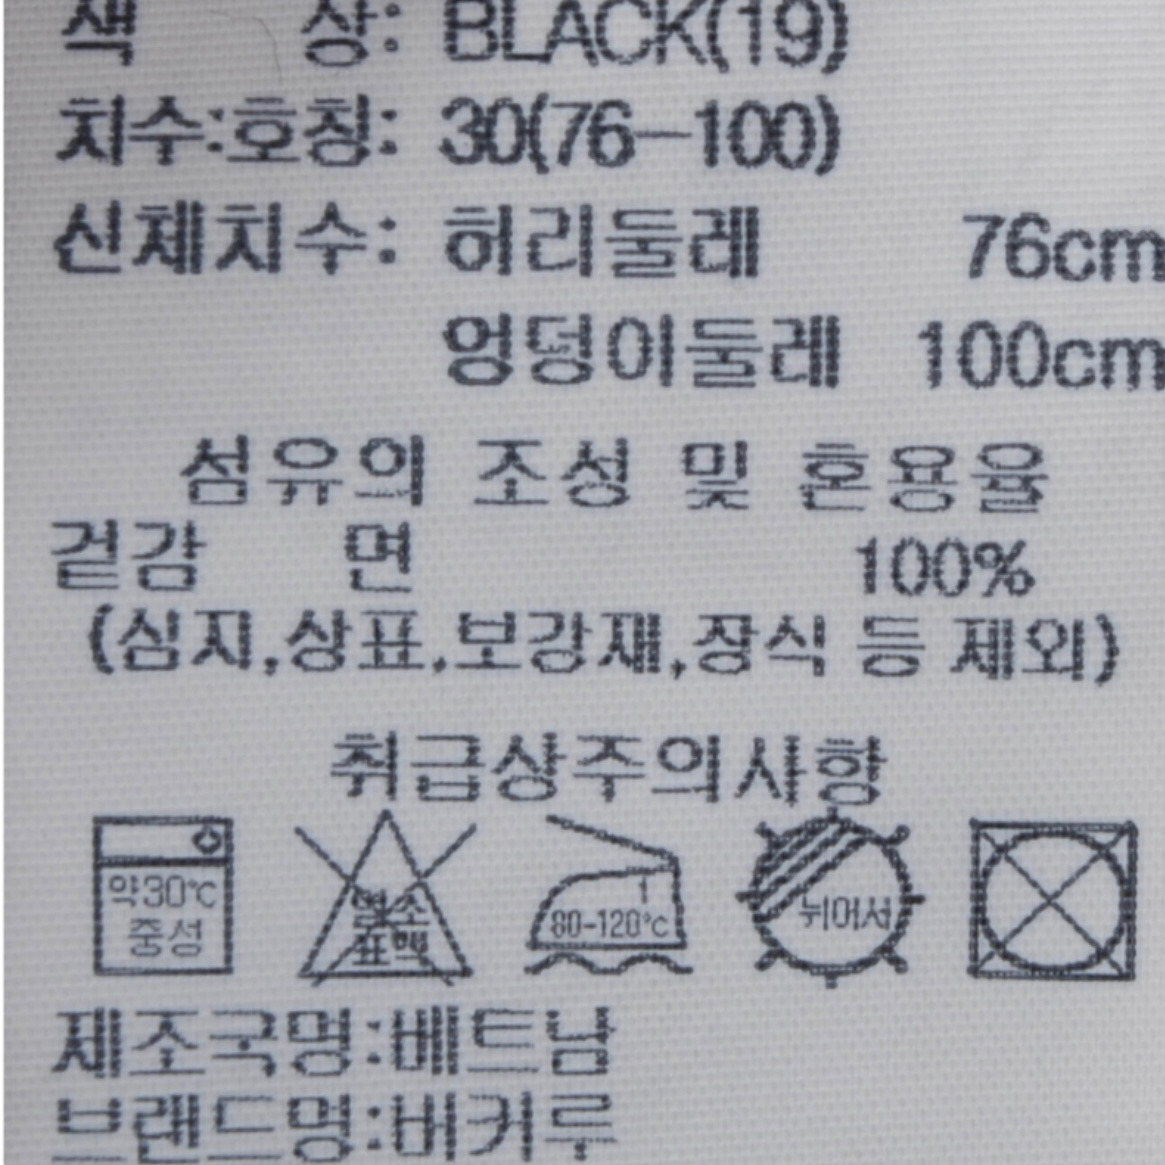 색 상: BLACK(19)
치수:호칭: 30(76-100)
신체치수: 허리둘레 76cm
엉덩이둘레 100cm
섬유의 조성 및 혼용율
겉감 면 100%
(심지,상표,보강재,장식 등 제외)
취급상주의사항
약30℃
중성
염소
표백
80-120℃
뉘어서
제조국명:베트남
브랜드명:버커루